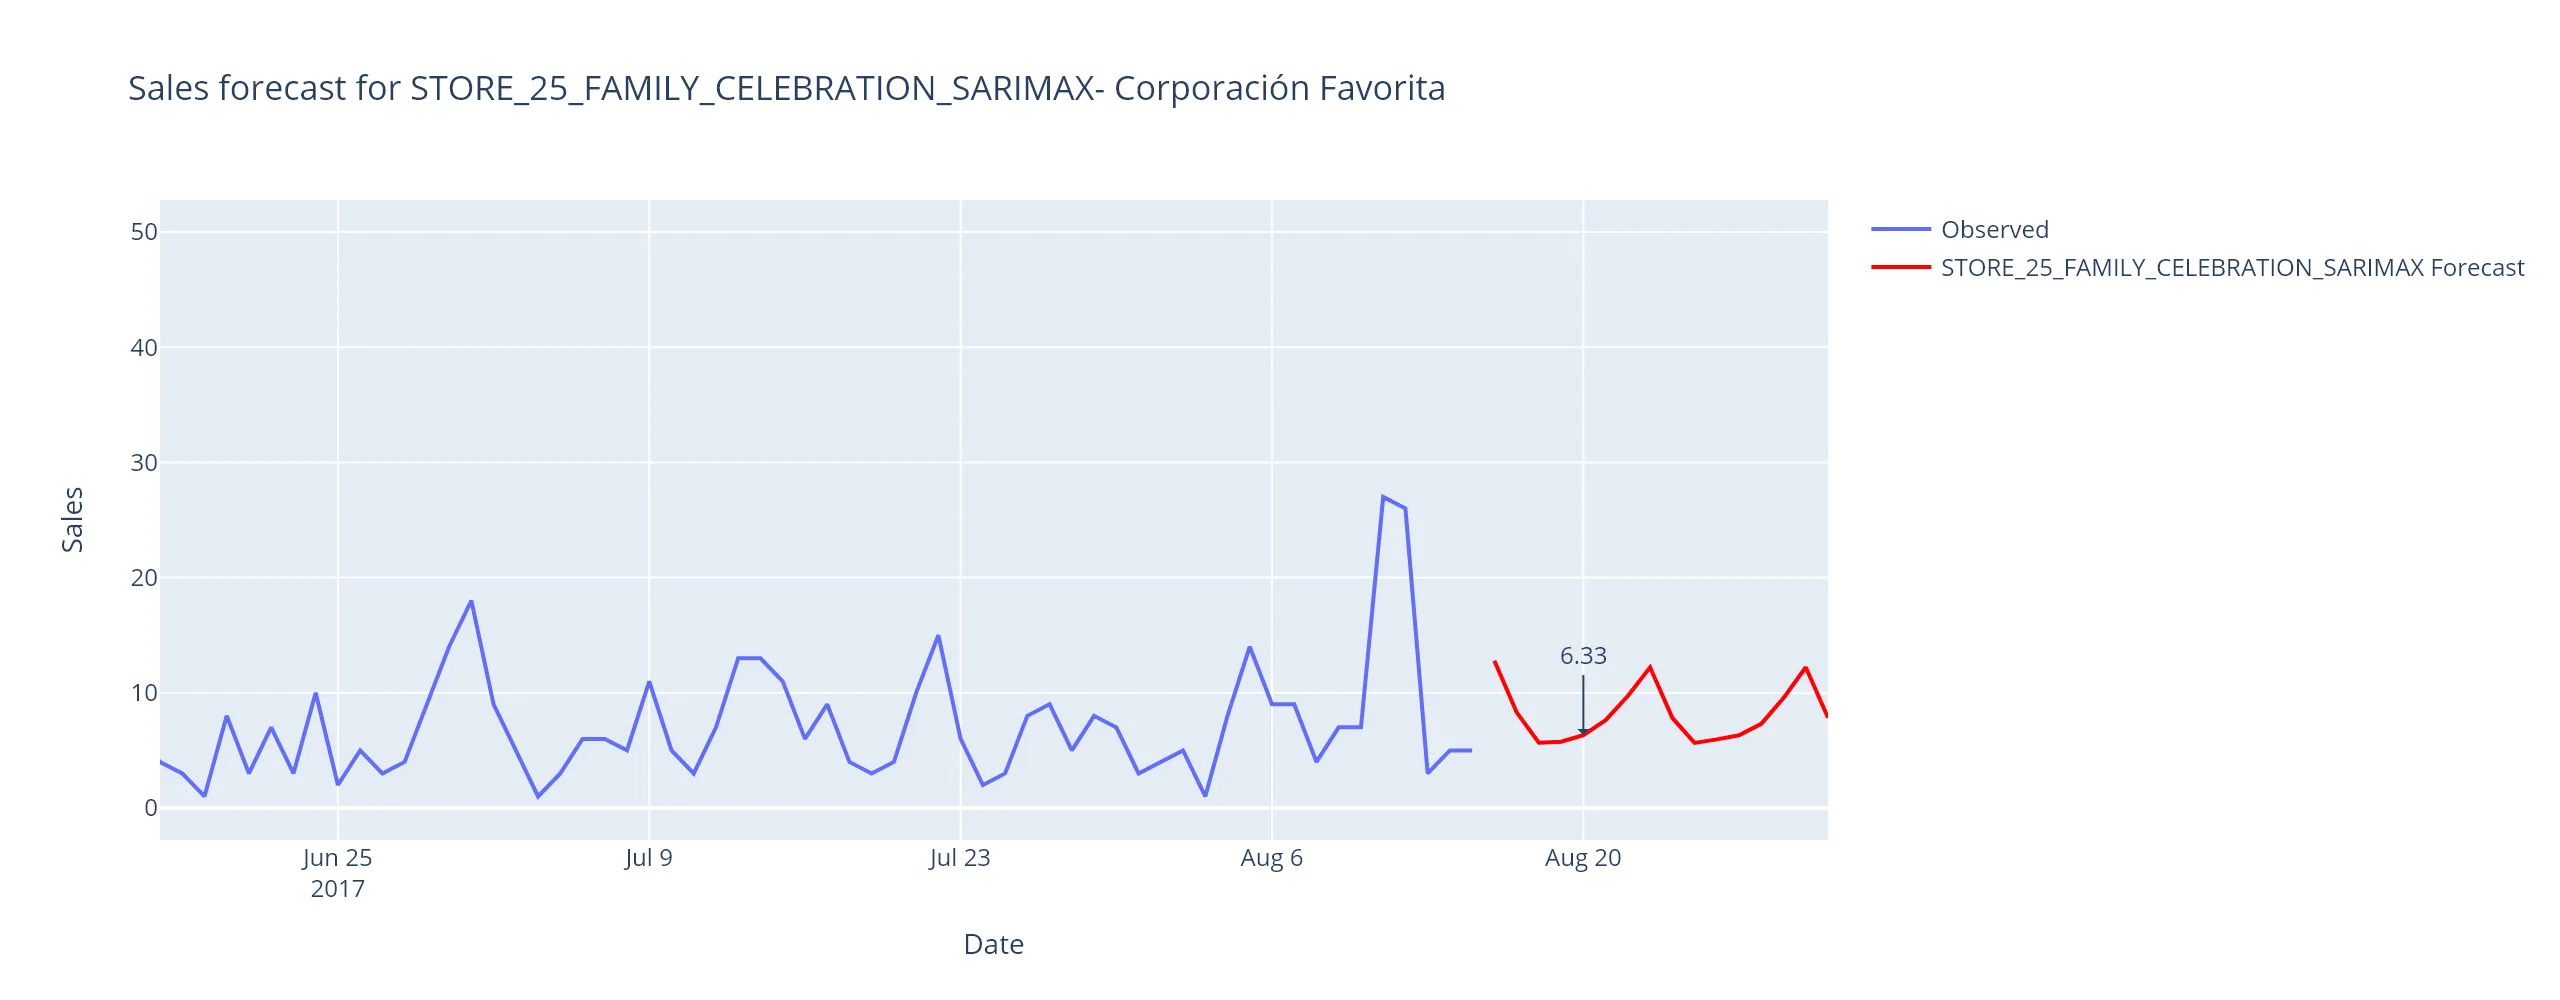 Sales forecast for STORE_25_FAMILY_CELEBRATION_SARIMAX- Corporación Favorita
Observed
STORE_25_FAMILY_CELEBRATION_SARIMAX Forecast
50
40
30
20
10
0
Sales
6.33
Jun 25
2017
Jul 9
Jul 23
Aug 6
Aug 20
Date